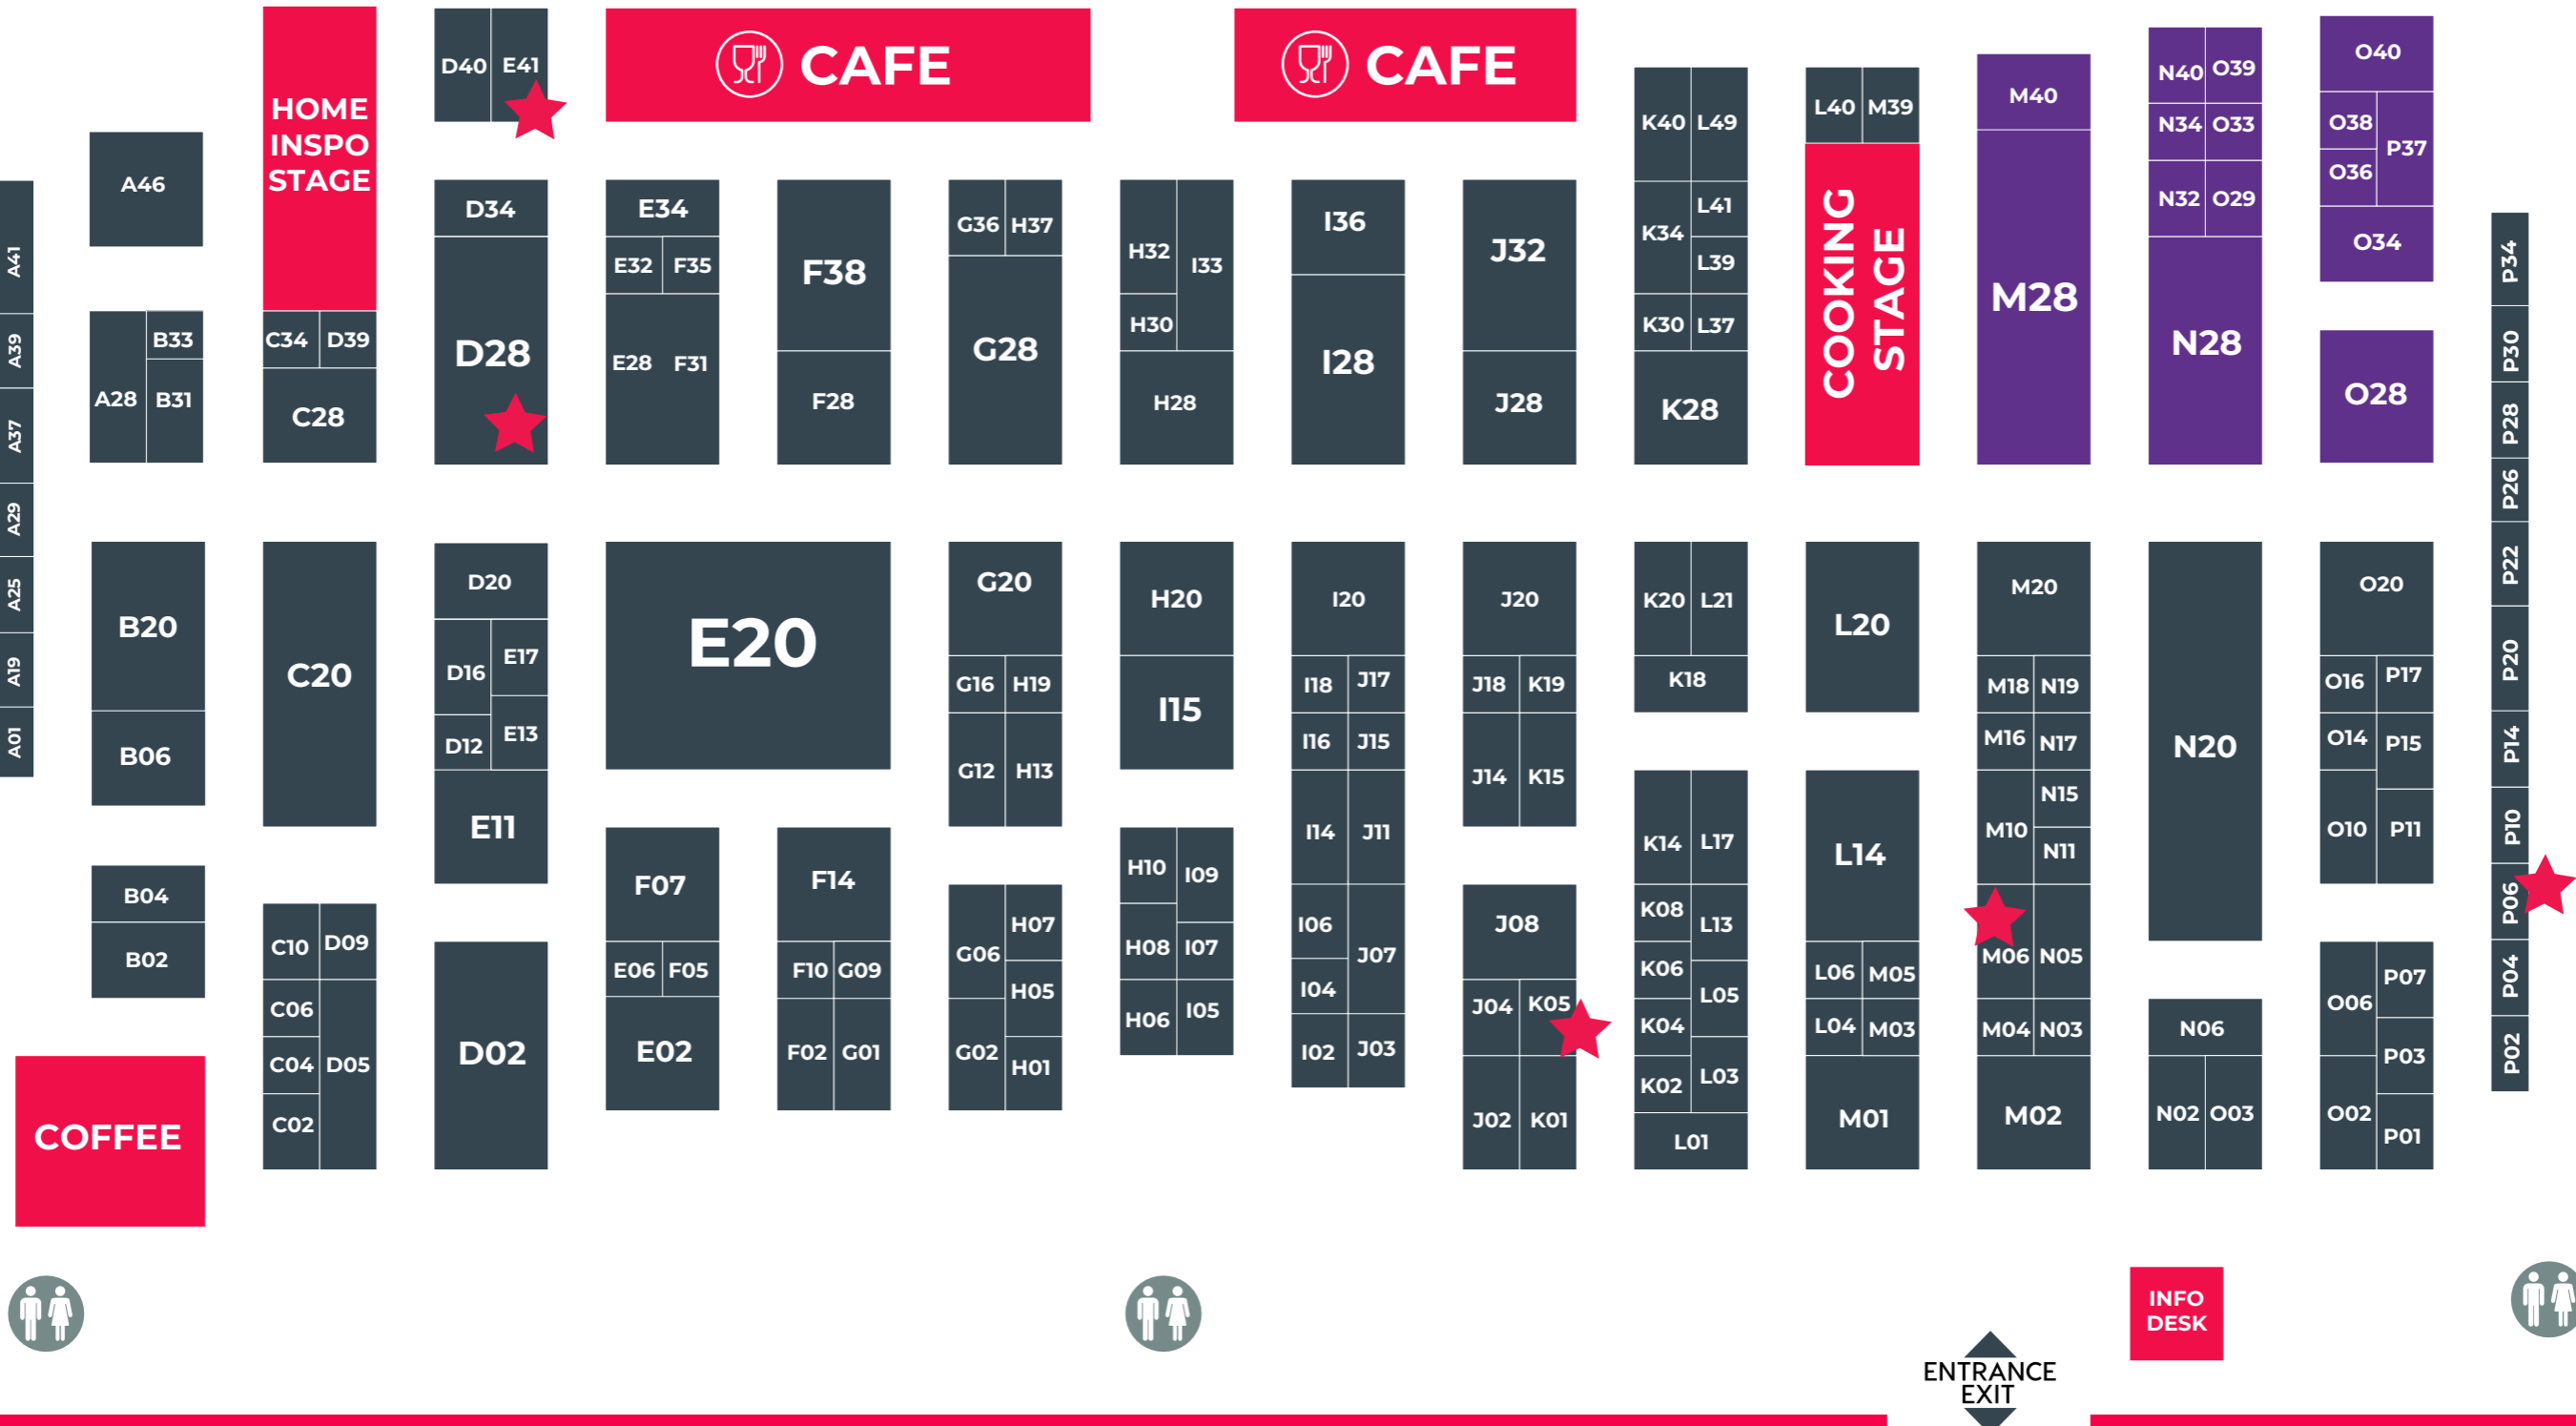 HOME
INSPO
STAGE
D40 E41
CAFE
CAFE
K40 L49
L40 M39
M40
N40 O39
O40
A46
N34 O33
O38
P37
O36
A41
D34
E34
G36 H37
H32
I33
I36
J32
K34
L41
L39
COOKING
STAGE
M28
N32 O29
O34
P34
A39
A28
B33
B31
C34 D39
C28
D28
E32 F35
E28 F31
F38
F28
G28
H30
H28
I28
J28
K30 L37
K28
N28
O28
P30
A37
P28
A29
P26
A25
B20
C20
D20
E20
G20
H20
I20
J20
K20 L21
L20
M20
N20
O20
P22
A19
D16
E17
G16 H19
I15
I18 J17
J18 K19
K18
M18 N19
O16 P17
P20
A01
B06
D12
E13
G12 H13
I16 J15
J14 K15
M16 N17
O14 P15
P14
E11
F07
F14
H10
I09
I14 J11
K14 L17
L14
M10
N15
N11
O10 P11
P10
B04
B02
C10 D09
D02
E06 F05
F10 G09
G06
H07
H08
I07
I06
J07
J08
K08
L13
K06
L06 M05
M06 N05
P06
C06
D05
E02
F02 G01
G02
H05
H06
I05
I04
J04 K05
K04
L05
L04 M03
M04 N03
N06
O06
P07
P04
C04
H01
I02 J03
K02
L03
P03
P02
COFFEE
C02
J02 K01
L01
M01
M02
N02 O03
O02
P01
INFO
DESK
ENTRANCE
EXIT